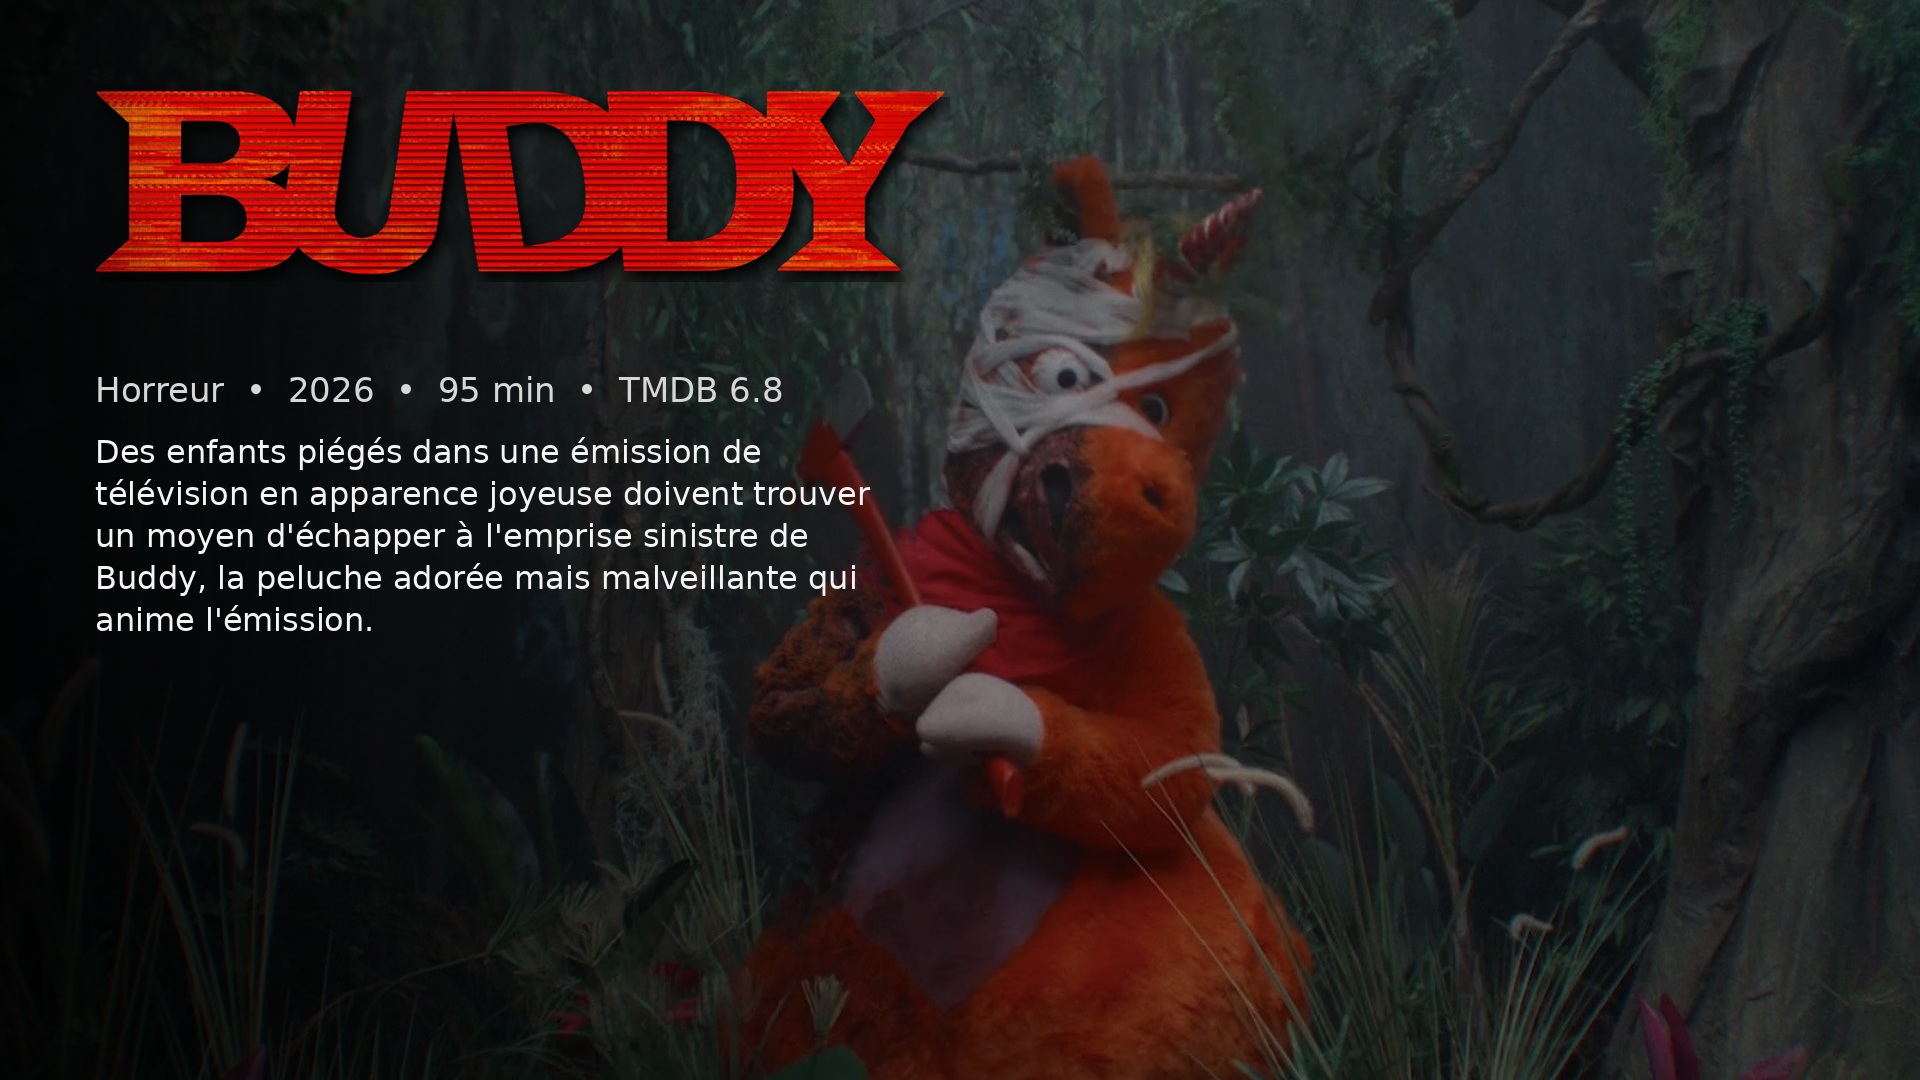 BUDDY
Horreur • 2026 • 95 min • TMDB 6.8
Des enfants piégés dans une émission de
télévision en apparence joyeuse doivent trouver
un moyen d'échapper à l'emprise sinistre de
Buddy, la peluche adorée mais malveillante qui
anime l'émission.